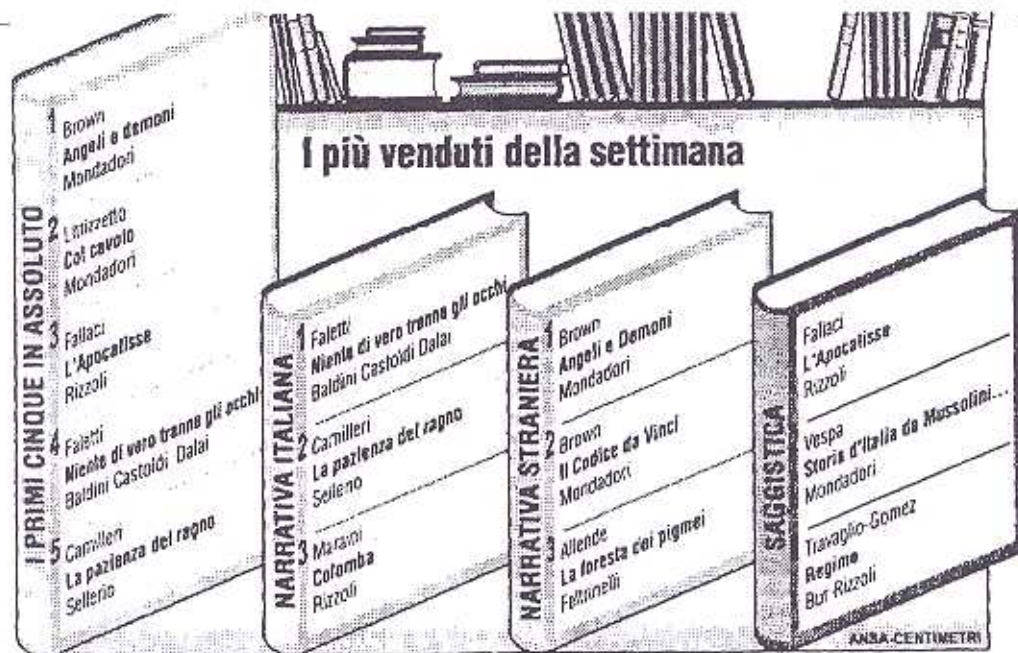 I più venduti della settimana
I PRIMI CINQUE IN ASSOLUTO
1 Brown
Angeli e demoni
Mondadori
2 Littizzetto
Col cavolo
Mondadori
3 Fallaci
L'Apocalisse
Rizzoli
4 Faletti
Niente di vero tranne gli occhi
Baldini Castoldi Dalai
5 Camilleri
La pazienza del ragno
Sellerio
NARRATIVA ITALIANA
1 Faletti
Niente di vero tranne gli occhi
Baldini Castoldi Dalai
2 Camilleri
La pazienza del ragno
Sellerio
3 Maraini
Colomba
Rizzoli
NARRATIVA STRANIERA
1 Brown
Angeli e Demoni
Mondadori
2 Brown
Il Codice da Vinci
Mondadori
3 Allende
La foresta dei pigmei
Feltrinelli
SAGGISTICA
Fallaci
L'Apocalisse
Rizzoli
Vespa
Storia d'Italia da Mussolini...
Mondadori
Travaglio-Gomez
Regime
Bur Rizzoli
ANSA-CENTIMETRI